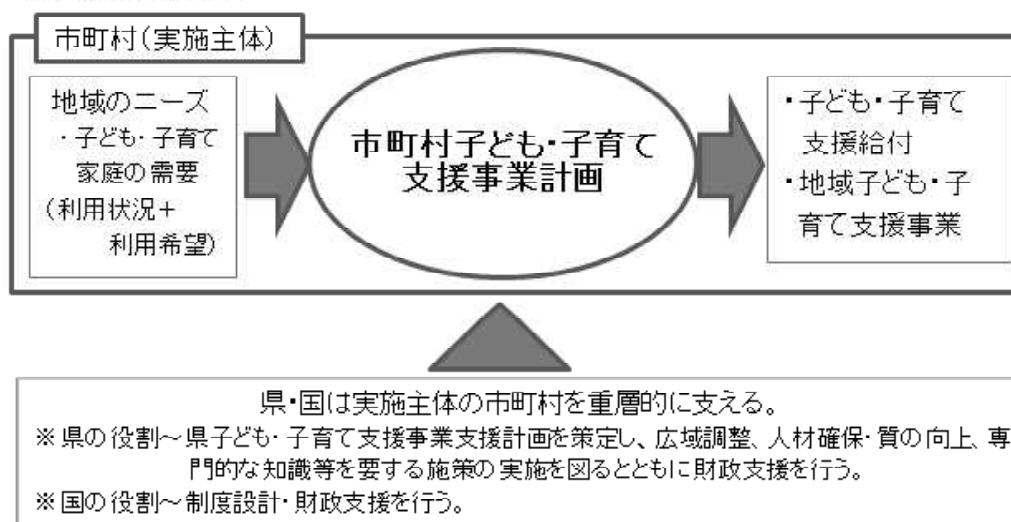 市町村（実施主体）
地域のニーズ
・子ども・子育て
家庭の需要
（利用状況＋
利用希望）
市町村子ども・子育て
支援事業計画
・子ども・子育て
支援給付
・地域子ども・子
育て支援事業
県・国は実施主体の市町村を重層的に支える。
※県の役割～県子ども・子育て支援事業支援計画を策定し、広域調整、人材確保・質の向上、専
門的な知識等を要する施策の実施を図るとともに財政支援を行う。
※国の役割～制度設計・財政支援を行う。